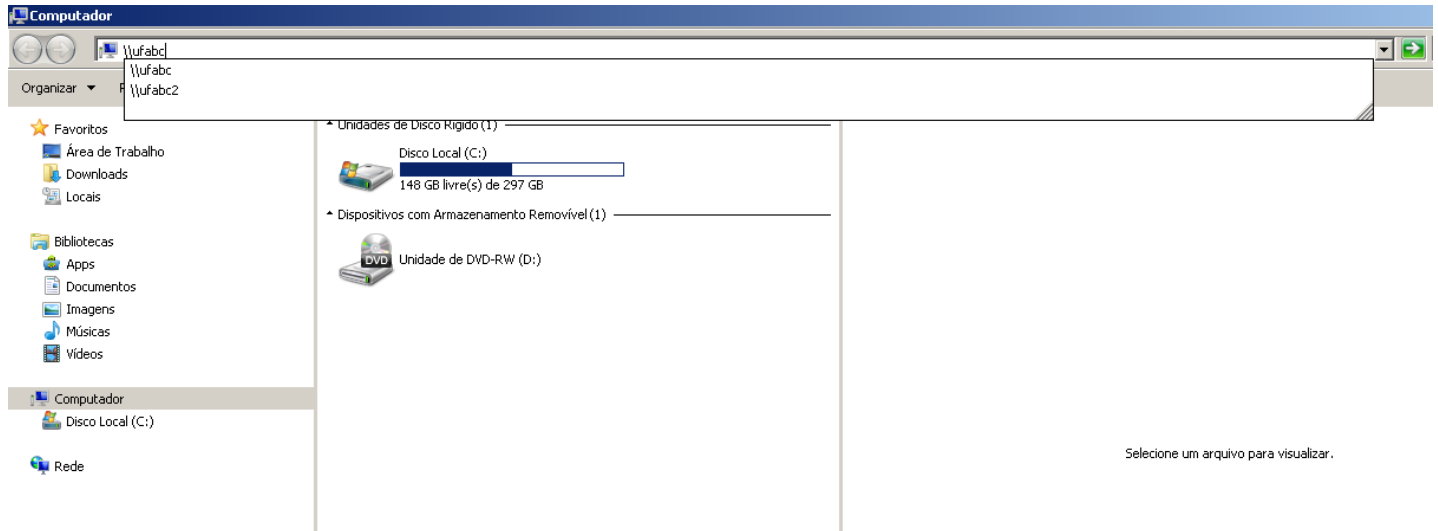 Computador
\\ufabc
\\ufabc
\\ufabc2
Organizar
Favoritos
Área de Trabalho
Downloads
Locais
Bibliotecas
Apps
Documentos
Imagens
Músicas
Vídeos
Computador
Disco Local (C:)
Rede
Unidades de Disco Rígido (1)
Disco Local (C:)
148 GB livre(s) de 297 GB
Dispositivos com Armazenamento Removível (1)
DVD
Unidade de DVD-RW (D:)
Selecione um arquivo para visualizar.